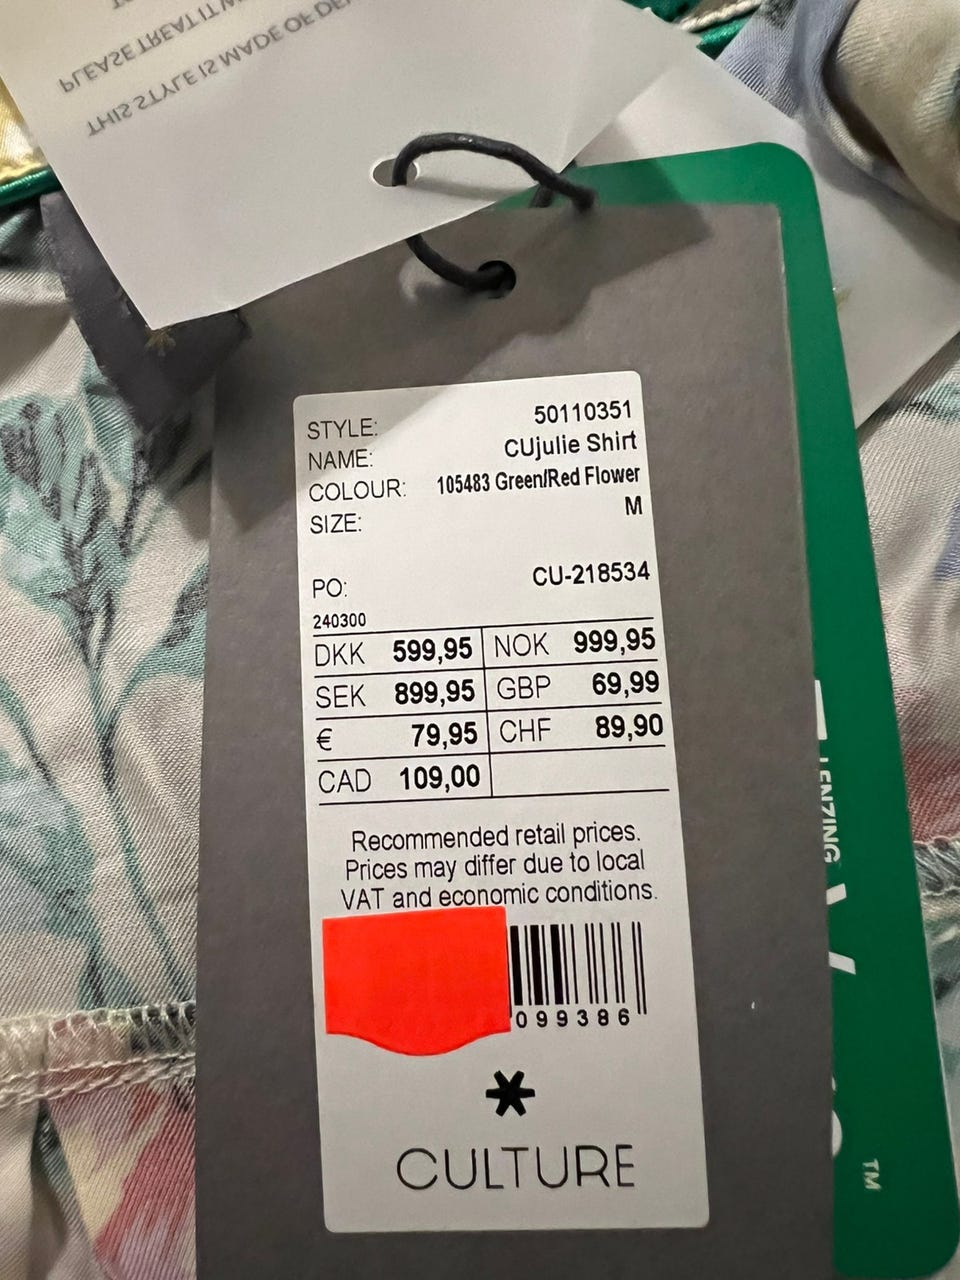 PLEASE TREAT IT
THIS STYLE IS MADE OF
STYLE: 50110351
NAME: CUjulie Shirt
COLOUR: 105483 Green/Red Flower
SIZE: M
PO: CU-218534
240300
DKK 599,95 NOK 999,95
SEK 899,95 GBP 69,99
€ 79,95 CHF 89,90
CAD 109,00
Recommended retail prices.
Prices may differ due to local
VAT and economic conditions.
099386
CULTURE
LENZING
TM